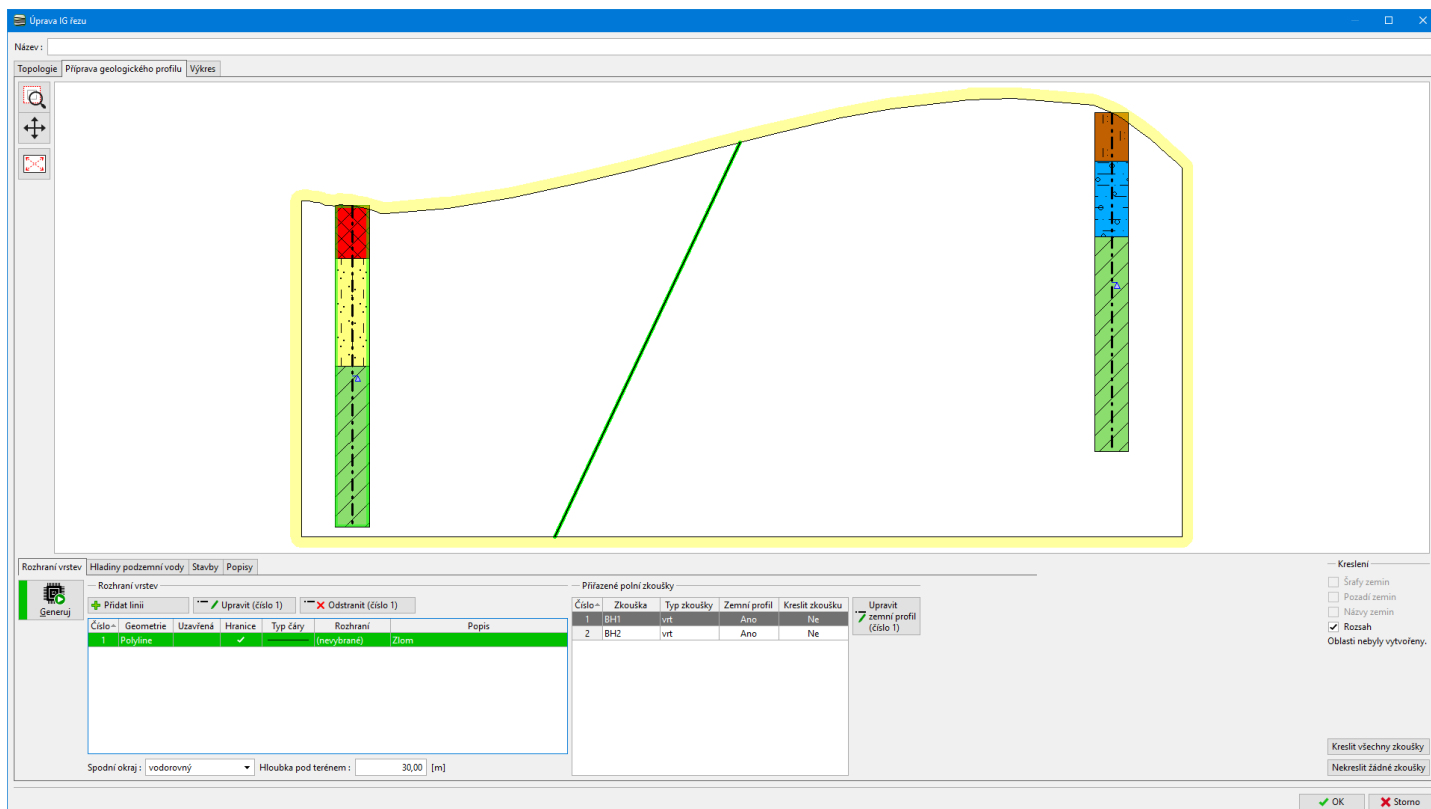 Úprava IG řezu
Název :
Topologie Příprava geologického profilu Výkres
Rozhraní vrstev Hladiny podzemní vody Stavby Popisy
Generuj
Rozhraní vrstev
Přidat linii Upravit (číslo 1) Odstranit (číslo 1)
Číslo Geometrie Uzavřená Hranice Typ čáry Rozhraní Popis
1 Polyline (nevybrané) Zlom
Spodní okraj : vodorovný Hloubka pod terénem : 30,00 [m]
Přiřazené polní zkoušky
Číslo Zkouška Typ zkoušky Zemní profil Kreslit zkoušku
1 BH1 vrt Ano Ne
2 BH2 vrt Ano Ne
Upravit
zemní profil
(číslo 1)
Kreslení
Šrafy zemin
Pozadí zemin
Názvy zemin
Rozsah
Oblasti nebyly vytvořeny.
Kreslit všechny zkoušky
Nekreslit žádné zkoušky
OK Storno